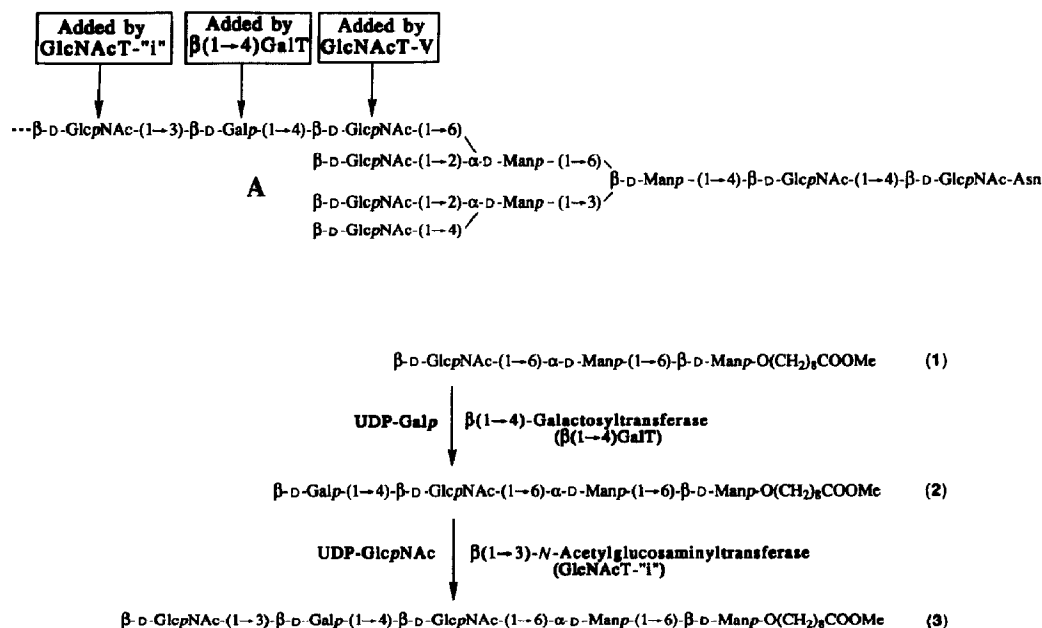 Added by GlcNAcT-"i"
Added by β(1→4)GalT
Added by GlcNAcT-V
---β-D-GlcpNAc-(1→3)-β-D-Galp-(1→4)-β-D-GlcpNAc-(1→6)
β-D-GlcpNAc-(1→2)-α-D-Manp-(1→6)
A
β-D-Manp-(1→4)-β-D-GlcpNAc-(1→4)-β-D-GlcpNAc-Asn
β-D-GlcpNAc-(1→2)-α-D-Manp-(1→3)
β-D-GlcpNAc-(1→4)
β-D-GlcpNAc-(1→6)-α-D-Manp-(1→6)-β-D-Manp-O(CH₂)₈COOMe (1)
UDP-Galp β(1→4)-Galactosyltransferase
(β(1→4)GalT)
β-D-Galp-(1→4)-β-D-GlcpNAc-(1→6)-α-D-Manp-(1→6)-β-D-Manp-O(CH₂)₈COOMe (2)
UDP-GlcpNAc β(1→3)-N-Acetylglucosaminyltransferase
(GlcNAcT-"i")
β-D-GlcpNAc-(1→3)-β-D-Galp-(1→4)-β-D-GlcpNAc-(1→6)-α-D-Manp-(1→6)-β-D-Manp-O(CH₂)₈COOMe (3)